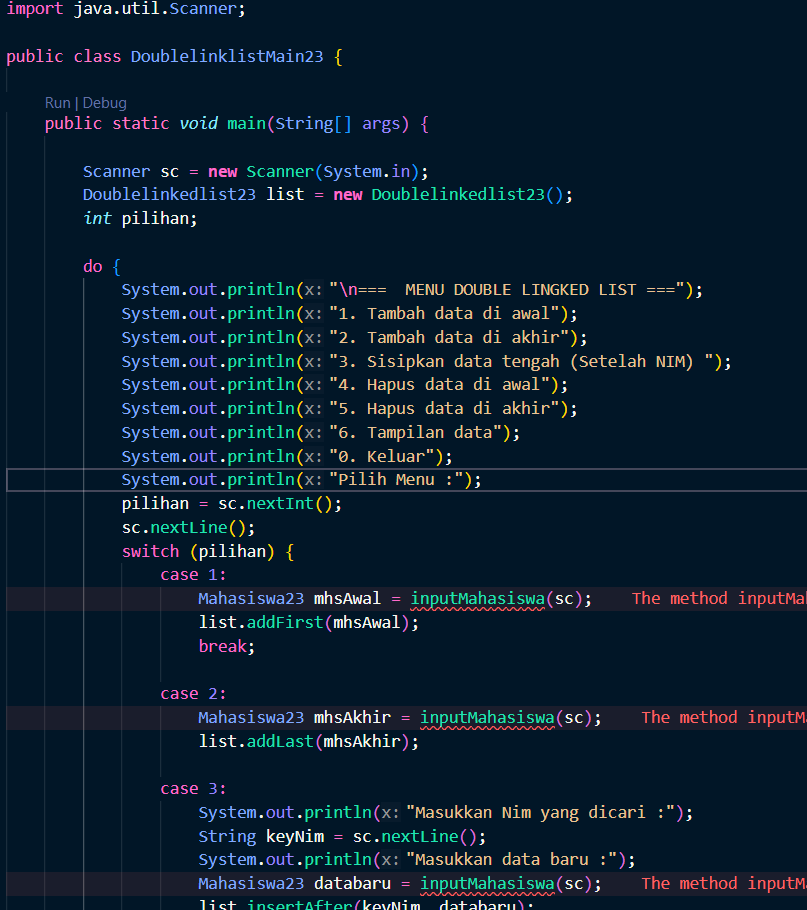 import java.util.Scanner;
public class DoublelinklistMain23 {
Run | Debug
public static void main(String[] args) {
Scanner sc = new Scanner(System.in);
Doublelinkedlist23 list = new Doublelinkedlist23();
int pilihan;
do {
System.out.println(x: "\n===  MENU DOUBLE LINGKED LIST ===");
System.out.println(x: "1. Tambah data di awal");
System.out.println(x: "2. Tambah data di akhir");
System.out.println(x: "3. Sisipkan data tengah (Setelah NIM) ");
System.out.println(x: "4. Hapus data di awal");
System.out.println(x: "5. Hapus data di akhir");
System.out.println(x: "6. Tampilan data");
System.out.println(x: "0. Keluar");
System.out.println(x: "Pilih Menu :");
pilihan = sc.nextInt();
sc.nextLine();
switch (pilihan) {
case 1:
Mahasiswa23 mhsAwal = inputMahasiswa(sc); The method inputMah
list.addFirst(mhsAwal);
break;
case 2:
Mahasiswa23 mhsAkhir = inputMahasiswa(sc); The method inputMa
list.addLast(mhsAkhir);
case 3:
System.out.println(x: "Masukkan Nim yang dicari :");
String keyNim = sc.nextLine();
System.out.println(x: "Masukkan data baru :");
Mahasiswa23 databaru = inputMahasiswa(sc); The method inputMa
list.insertAfter(keyNim, databaru);